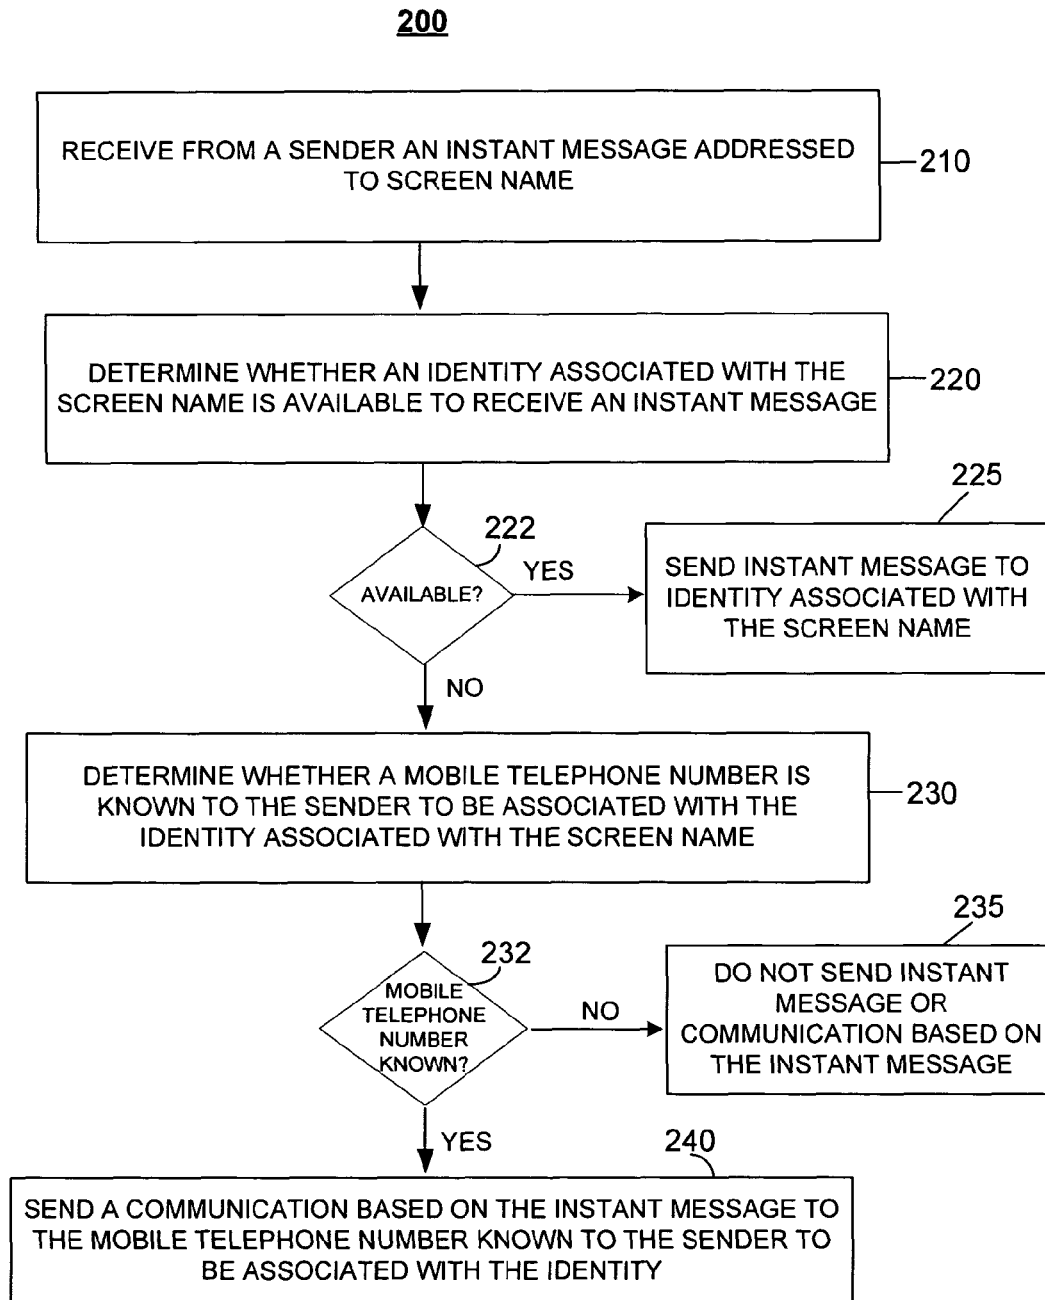 200
RECEIVE FROM A SENDER AN INSTANT MESSAGE ADDRESSED
TO SCREEN NAME
210
DETERMINE WHETHER AN IDENTITY ASSOCIATED WITH THE
SCREEN NAME IS AVAILABLE TO RECEIVE AN INSTANT MESSAGE
220
222
AVAILABLE?
YES
225
SEND INSTANT MESSAGE TO
IDENTITY ASSOCIATED WITH
THE SCREEN NAME
NO
DETERMINE WHETHER A MOBILE TELEPHONE NUMBER IS
KNOWN TO THE SENDER TO BE ASSOCIATED WITH THE
IDENTITY ASSOCIATED WITH THE SCREEN NAME
230
232
MOBILE
TELEPHONE
NUMBER
KNOWN?
NO
235
DO NOT SEND INSTANT
MESSAGE OR
COMMUNICATION BASED ON
THE INSTANT MESSAGE
YES
240
SEND A COMMUNICATION BASED ON THE INSTANT MESSAGE TO
THE MOBILE TELEPHONE NUMBER KNOWN TO THE SENDER TO
BE ASSOCIATED WITH THE IDENTITY